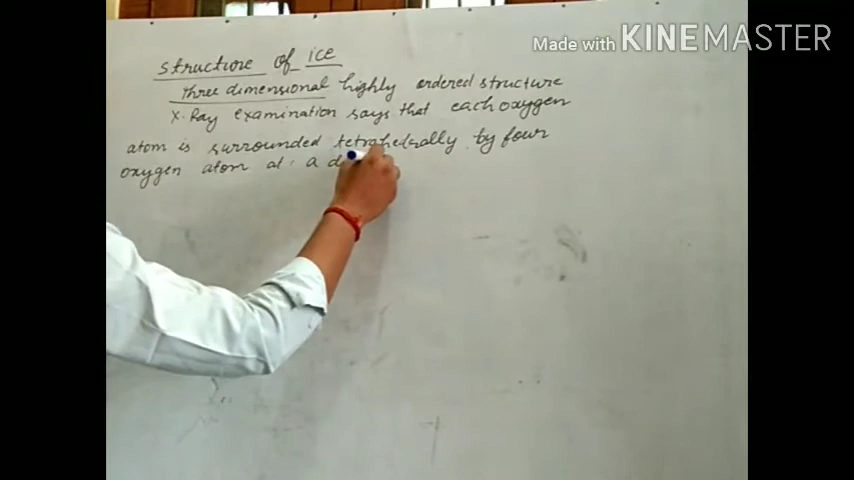 Made with KINEMASTER
structure of ice
three dimensional highly ordered structure
X-Ray examination says that each oxygen
atom is surrounded tetrahedrally by four
oxygen atom at a d